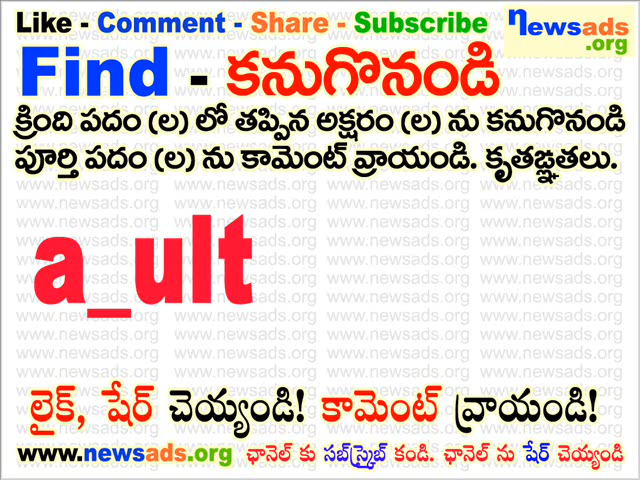 Like - Comment - Share - Subscribe
newsads
.org
Find - కనుగొనండి
క్రింది పదం (ల) లో తప్పిన అక్షరం (ల) ను కనుగొనండి
పూర్తి పదం (ల) ను కామెంట్ వ్రాయండి. కృతజ్ఞతలు.
a_ult
లైక్, షేర్ చెయ్యండి! కామెంట్ వ్రాయండి!
www.newsads.org ఛానెల్ కు సబ్‌స్క్రైబ్ కండి. ఛానెల్ ను షేర్ చెయ్యండి